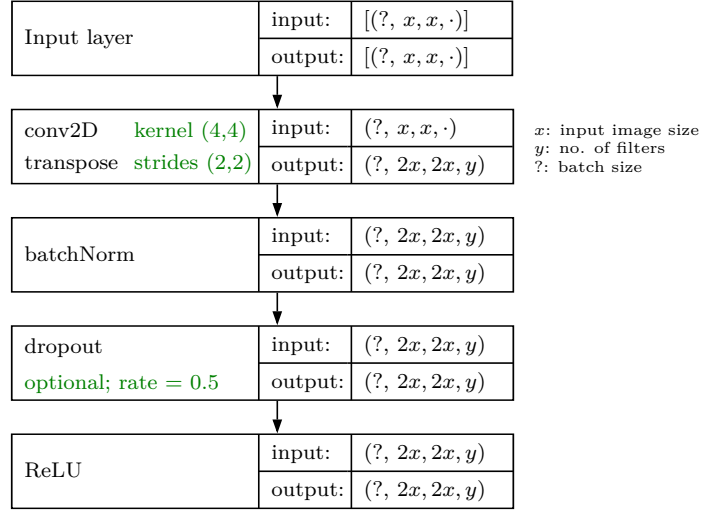 Input layer
input: [(?, x, x, ·)]
output: [(?, x, x, ·)]
conv2D kernel (4,4)
transpose strides (2,2)
input: (?, x, x, ·)
output: (?, 2x, 2x, y)
x: input image size
y: no. of filters
?: batch size
batchNorm
input: (?, 2x, 2x, y)
output: (?, 2x, 2x, y)
dropout
optional; rate = 0.5
input: (?, 2x, 2x, y)
output: (?, 2x, 2x, y)
ReLU
input: (?, 2x, 2x, y)
output: (?, 2x, 2x, y)